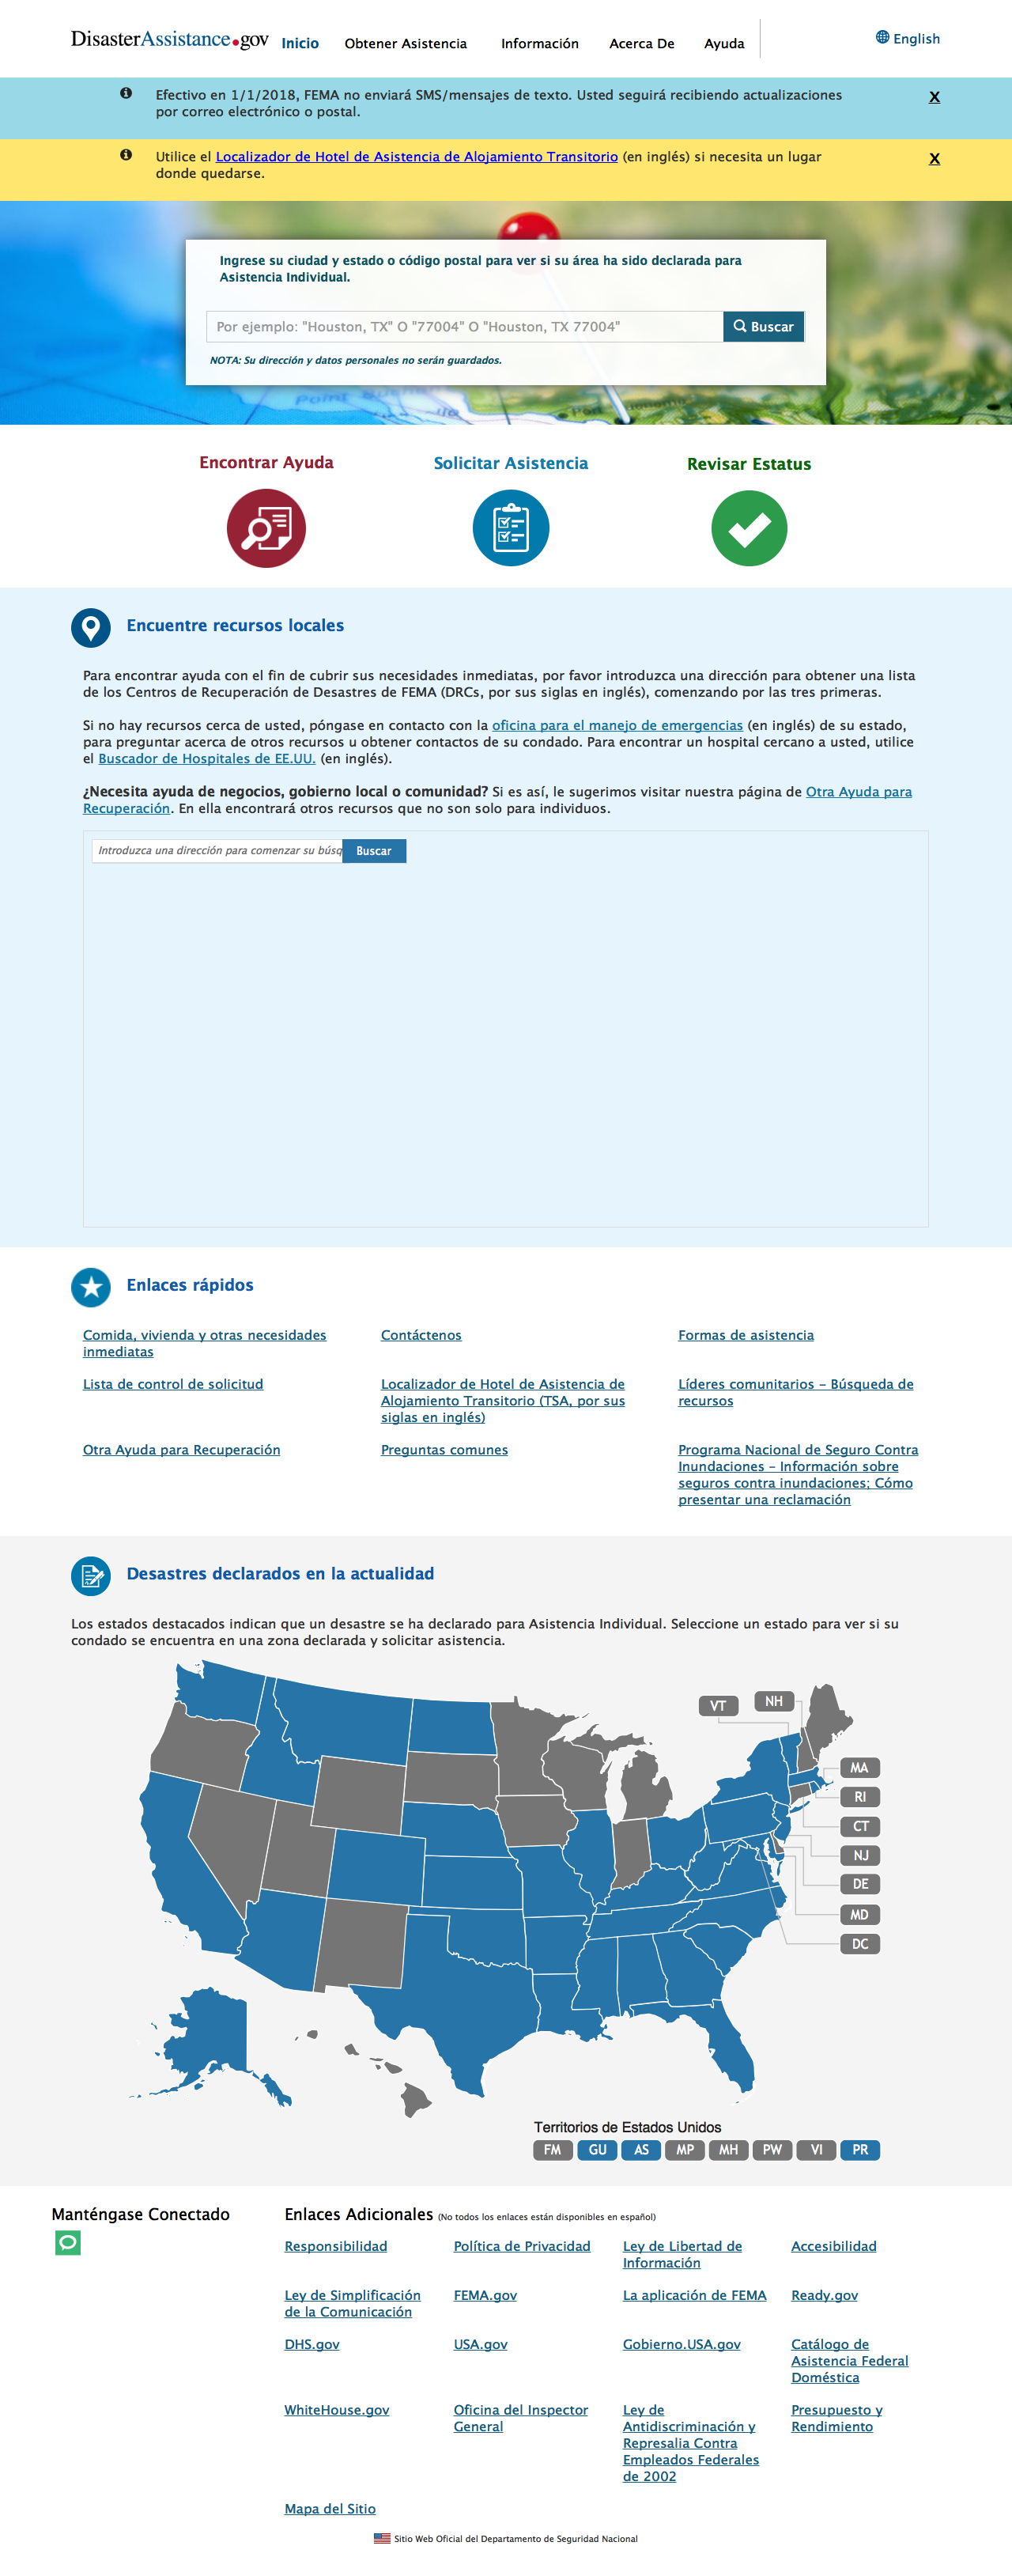 DisasterAssistance.gov
Inicio
Obtener Asistencia
Información
Acerca De
Ayuda
English
Efectivo en 1/1/2018, FEMA no enviará SMS/mensajes de texto. Usted seguirá recibiendo actualizaciones
por correo electrónico o postal.
X
Utilice el Localizador de Hotel de Asistencia de Alojamiento Transitorio (en inglés) si necesita un lugar
donde quedarse.
X
Ingrese su ciudad y estado o código postal para ver si su área ha sido declarada para
Asistencia Individual.
Por ejemplo: "Houston, TX" O "77004" O "Houston, TX 77004"
Buscar
NOTA: Su dirección y datos personales no serán guardados.
Encontrar Ayuda
Solicitar Asistencia
Revisar Estatus
Encuentre recursos locales
Para encontrar ayuda con el fin de cubrir sus necesidades inmediatas, por favor introduzca una dirección para obtener una lista
de los Centros de Recuperación de Desastres de FEMA (DRCs, por sus siglas en inglés), comenzando por las tres primeras.
Si no hay recursos cerca de usted, póngase en contacto con la oficina para el manejo de emergencias (en inglés) de su estado,
para preguntar acerca de otros recursos u obtener contactos de su condado. Para encontrar un hospital cercano a usted, utilice
el Buscador de Hospitales de EE.UU. (en inglés).
¿Necesita ayuda de negocios, gobierno local o comunidad? Si es así, le sugerimos visitar nuestra página de Otra Ayuda para
Recuperación. En ella encontrará otros recursos que no son solo para individuos.
Introduzca una dirección para comenzar su búsq
Buscar
Enlaces rápidos
Comida, vivienda y otras necesidades
inmediatas
Contáctenos
Formas de asistencia
Lista de control de solicitud
Localizador de Hotel de Asistencia de
Alojamiento Transitorio (TSA, por sus
siglas en inglés)
Líderes comunitarios – Búsqueda de
recursos
Otra Ayuda para Recuperación
Preguntas comunes
Programa Nacional de Seguro Contra
Inundaciones – Información sobre
seguros contra inundaciones; Cómo
presentar una reclamación
Desastres declarados en la actualidad
Los estados destacados indican que un desastre se ha declarado para Asistencia Individual. Seleccione un estado para ver si su
condado se encuentra en una zona declarada y solicitar asistencia.
VT
NH
MA
RI
CT
NJ
DE
MD
DC
Territorios de Estados Unidos
FM
GU
AS
MP
MH
PW
VI
PR
Manténgase Conectado
Enlaces Adicionales (No todos los enlaces están disponibles en español)
Responsibilidad
Política de Privacidad
Ley de Libertad de
Información
Accesibilidad
Ley de Simplificación
de la Comunicación
FEMA.gov
La aplicación de FEMA
Ready.gov
DHS.gov
USA.gov
Gobierno.USA.gov
Catálogo de
Asistencia Federal
Doméstica
WhiteHouse.gov
Oficina del Inspector
General
Ley de
Antidiscriminación y
Represalia Contra
Empleados Federales
de 2002
Presupuesto y
Rendimiento
Mapa del Sitio
Sitio Web Oficial del Departamento de Seguridad Nacional